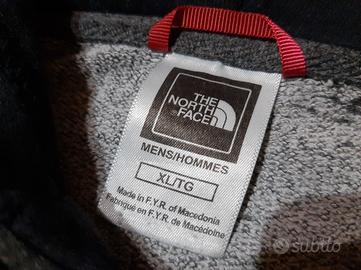 THE
NORTH
FACE
MENS/HOMMES
XL/TG
Made in F.Y.R. of Macedonia
Fabriqué en F.Y.R. de Macédoine
subito